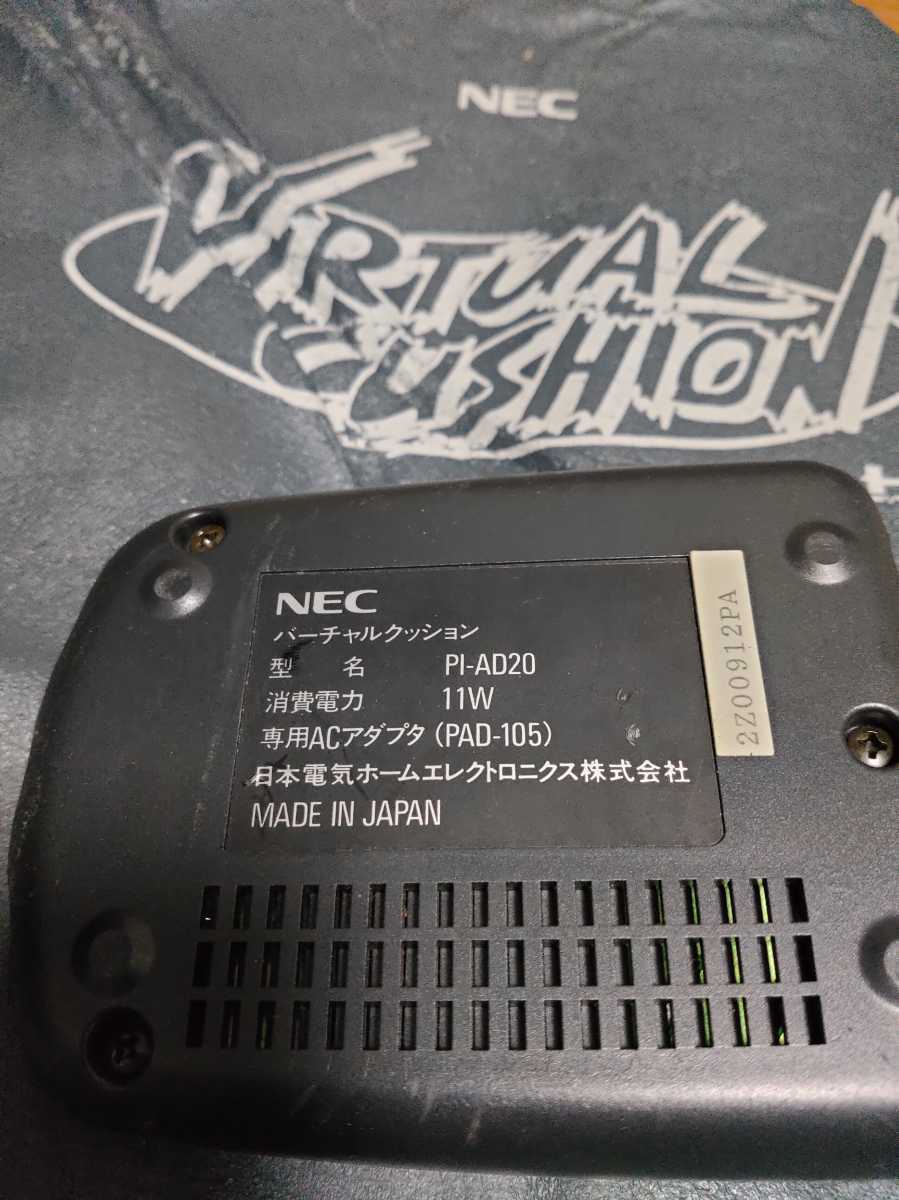 NEC
VIRTUAL
CUSHION
NEC
バーチャルクッション
型 名 PI-AD20
消費電力 11W
専用ACアダプタ (PAD-105)
日本電気ホームエレクトロニクス株式会社
MADE IN JAPAN
2Z00912PA